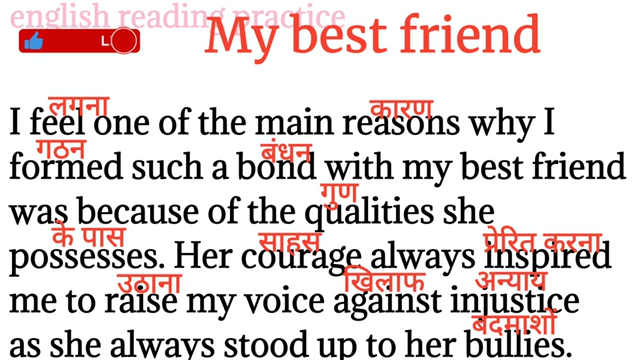 english reading practice
L
My best friend
लगना कारण
I feel one of the main reasons why I
गठन बंधन
formed such a bond with my best friend
गुण
was because of the qualities she
के पास साहस प्रेरित करना
possesses. Her courage always inspired
उठाना खिलाफ अन्याय
me to raise my voice against injustice
बदमाशों
as she always stood up to her bullies.